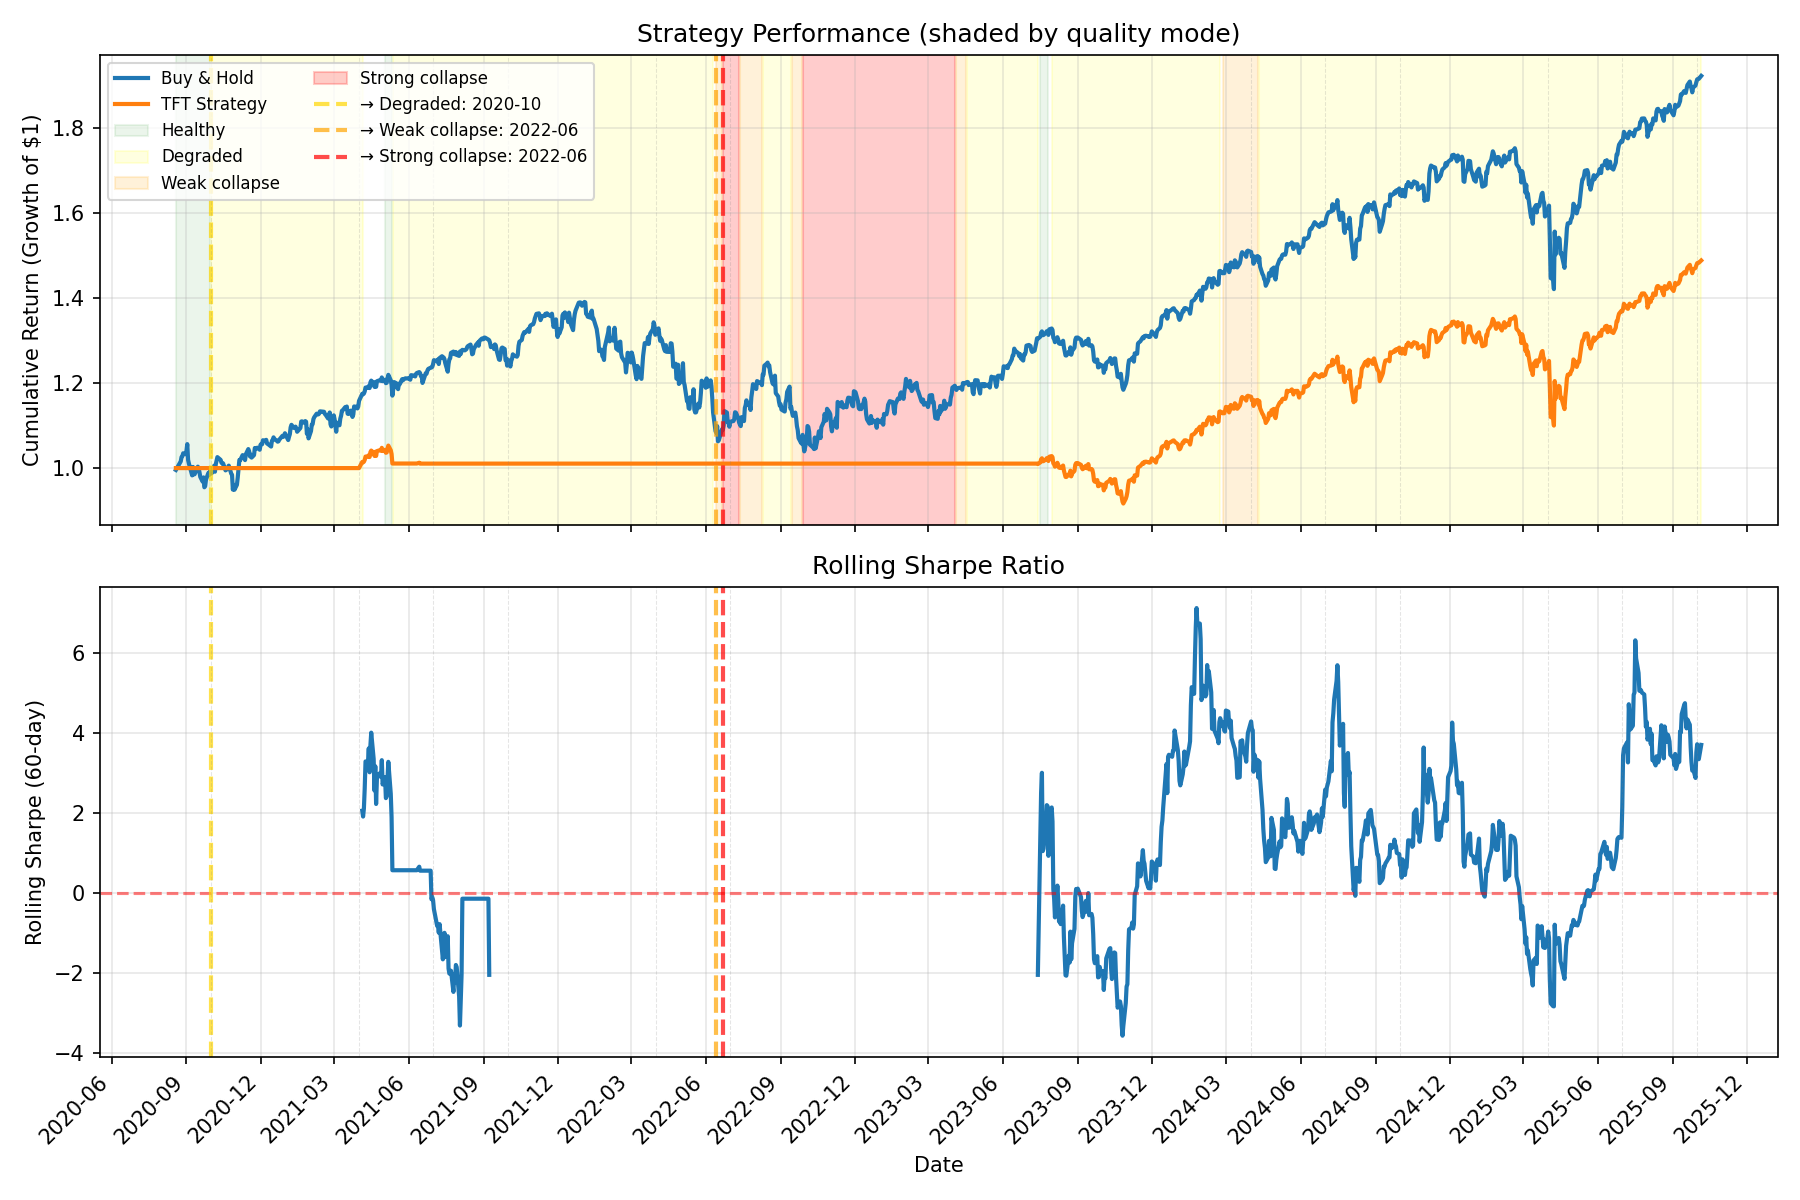 Strategy Performance (shaded by quality mode)
Cumulative Return (Growth of $1)
1.8
1.6
1.4
1.2
1.0
Buy & Hold
TFT Strategy
Healthy
Degraded
Weak collapse
Strong collapse
→ Degraded: 2020-10
→ Weak collapse: 2022-06
→ Strong collapse: 2022-06
Rolling Sharpe Ratio
Rolling Sharpe (60-day)
6
4
2
0
−2
−4
2020-06
2020-09
2020-12
2021-03
2021-06
2021-09
2021-12
2022-03
2022-06
2022-09
2022-12
2023-03
2023-06
2023-09
2023-12
2024-03
2024-06
2024-09
2024-12
2025-03
2025-06
2025-09
2025-12
Date